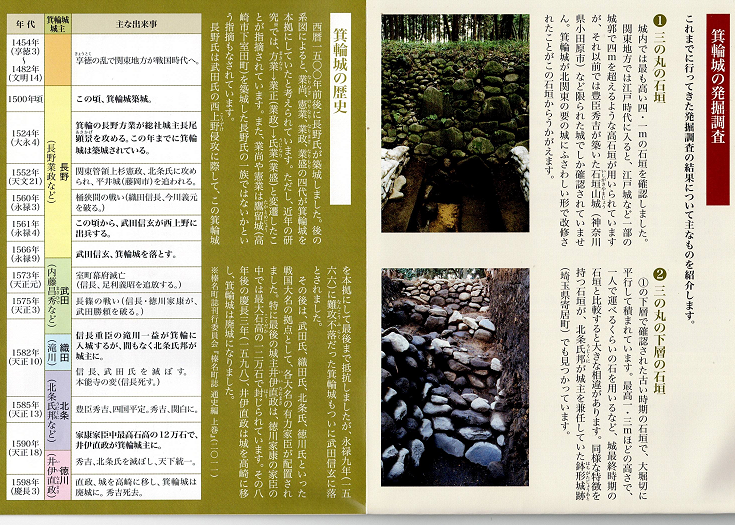 箕輪城の発掘調査
これまでに行ってきた発掘調査の結果について主なものを紹介します。
❶ 三の丸の石垣
城内では最も高い四・一mの石垣を確認しました。
関東地方では江戸時代に入ると、江戸城など一部の
城郭で四mを超えるような高石垣が用いられています
が、それ以前では豊臣秀吉が築いた石垣山城(神奈川
県小田原市)など限られた城でしか確認されていませ
ん。箕輪城が北関東の要の城にふさわしい形で改修さ
れたことがこの石垣からうかがえます。
❷ 三の丸の下層の石垣
①の下層で確認された古い時期の石垣で、大堀切に
平行して積まれています。最高一・三mほどの高さで、
一人で運べるくらいの石を用いるなど、城最終時期の
石垣と比較すると大きな相違があります。同様な特徴を
持つ石垣が、北条氏邦が城主を兼任していた鉢形城跡
(埼玉県寄居町)でも見つかっています。
箕輪城の歴史
西暦一五〇〇年前後に長野氏が築城しました。後の
系図によると、業尚、憲業、業政、業盛の四代が箕輪城を
本拠にしていたと考えられています。ただし、近年の研
究※では、方業―業正(業政)―氏業(業盛)と変遷したこ
とが指摘されています。また、業尚や憲業は鷹留城(高
崎市下室田町)を築城した長野氏の一族ではないかとい
う指摘もなされています。
長野氏は武田氏の西上野侵攻に際して、この箕輪城
を本拠にして最後まで抵抗しましたが、永禄九年(一五
六六)に難攻不落だった箕輪城もついに武田信玄に落
とされました。
その後は、武田氏、織田氏、北条氏、徳川氏といった
戦国大名の拠点として、各大名の有力家臣が配置され
ました。特に最後の城主井伊直政は、徳川家康の家臣の
中では最大石高の一二万石で封じられています。その八
年後の慶長三年(一五九八)、井伊直政は城を高崎に移
し、箕輪城は廃城になりました。
※榛名町誌刊行委員会『榛名町誌 通史編 上巻』(二〇一一)
年代 箕輪城城主 主な出来事
1454年(享徳3)〜1482年(文明14) 享徳の乱で関東地方が戦国時代へ。
きょうとく
1500年頃 この頃、箕輪城築城。
長野(長野業政など)
1524年(大永4) 箕輪の長野方業が総社城主長尾
顕景を攻める。この年までに箕輪
城は築城されている。
1552年(天文21) 関東管領上杉憲政、北条氏に攻め
られ、平井城(藤岡市)を追われる。
1560年(永禄3) 桶狭間の戦い(織田信長、今川義元
を破る。)
1561年(永禄4) この頃から、武田信玄が西上野に
出兵する。
1566年(永禄9) 武田信玄、箕輪城を落とす。
武田(内藤昌秀など)
1573年(天正元) 室町幕府滅亡
(信長、足利義昭を追放する。)
1575年(天正3) 長篠の戦い(信長・徳川家康が、
武田勝頼を破る。)
織田(滝川)
1582年(天正10) 信長重臣の滝川一益が箕輪に
入城するが、間もなく北条氏邦が
城主に。
信長、武田氏を滅ぼす。
本能寺の変(信長死す。)
北条(北条氏邦など)
1585年(天正13) 豊臣秀吉、四国平定。秀吉、関白に。
1590年(天正18) 家康家臣中最高石高の12万石で、
井伊直政が箕輪城主に。
秀吉、北条氏を滅ぼし、天下統一。
徳川(井伊直政)
1598年(慶長3) 直政、城を高崎に移し、箕輪城は
廃城に。秀吉死去。